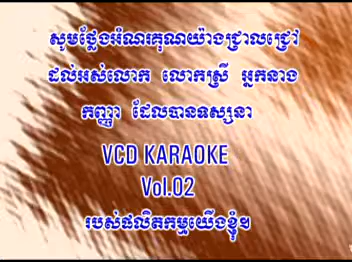 សូមថ្លែងអំណរគុណយ៉ាងជ្រាលជ្រៅ
ដល់អស់លោក លោកស្រី អ្នកនាង
កញ្ញា ដែលបានទស្សនា
VCD KARAOKE
Vol.02
របស់ផលិតកម្មយើងខ្ញុំ។